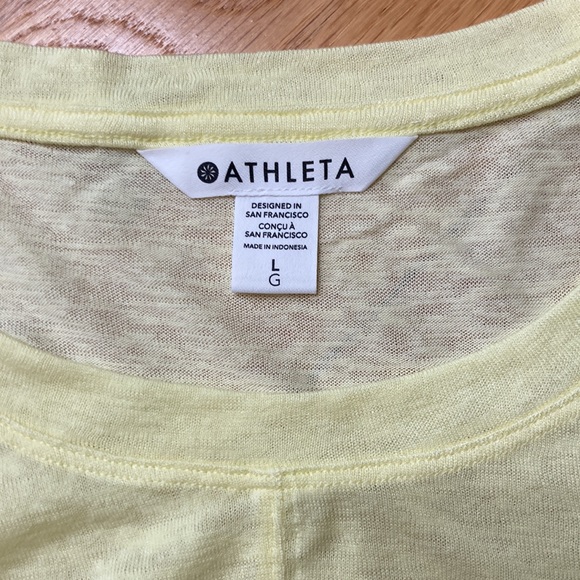 ATHLETA
DESIGNED IN
SAN FRANCISCO
CONÇU À
SAN FRANCISCO
MADE IN INDONESIA
L
G